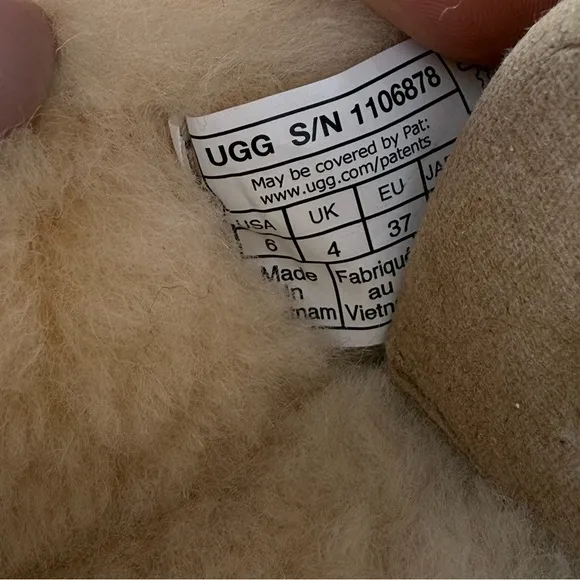 UGG S/N 1106878
May be covered by Pat:
www.ugg.com/patents
USA UK EU
6 4 37
Made Fabriqué
in au